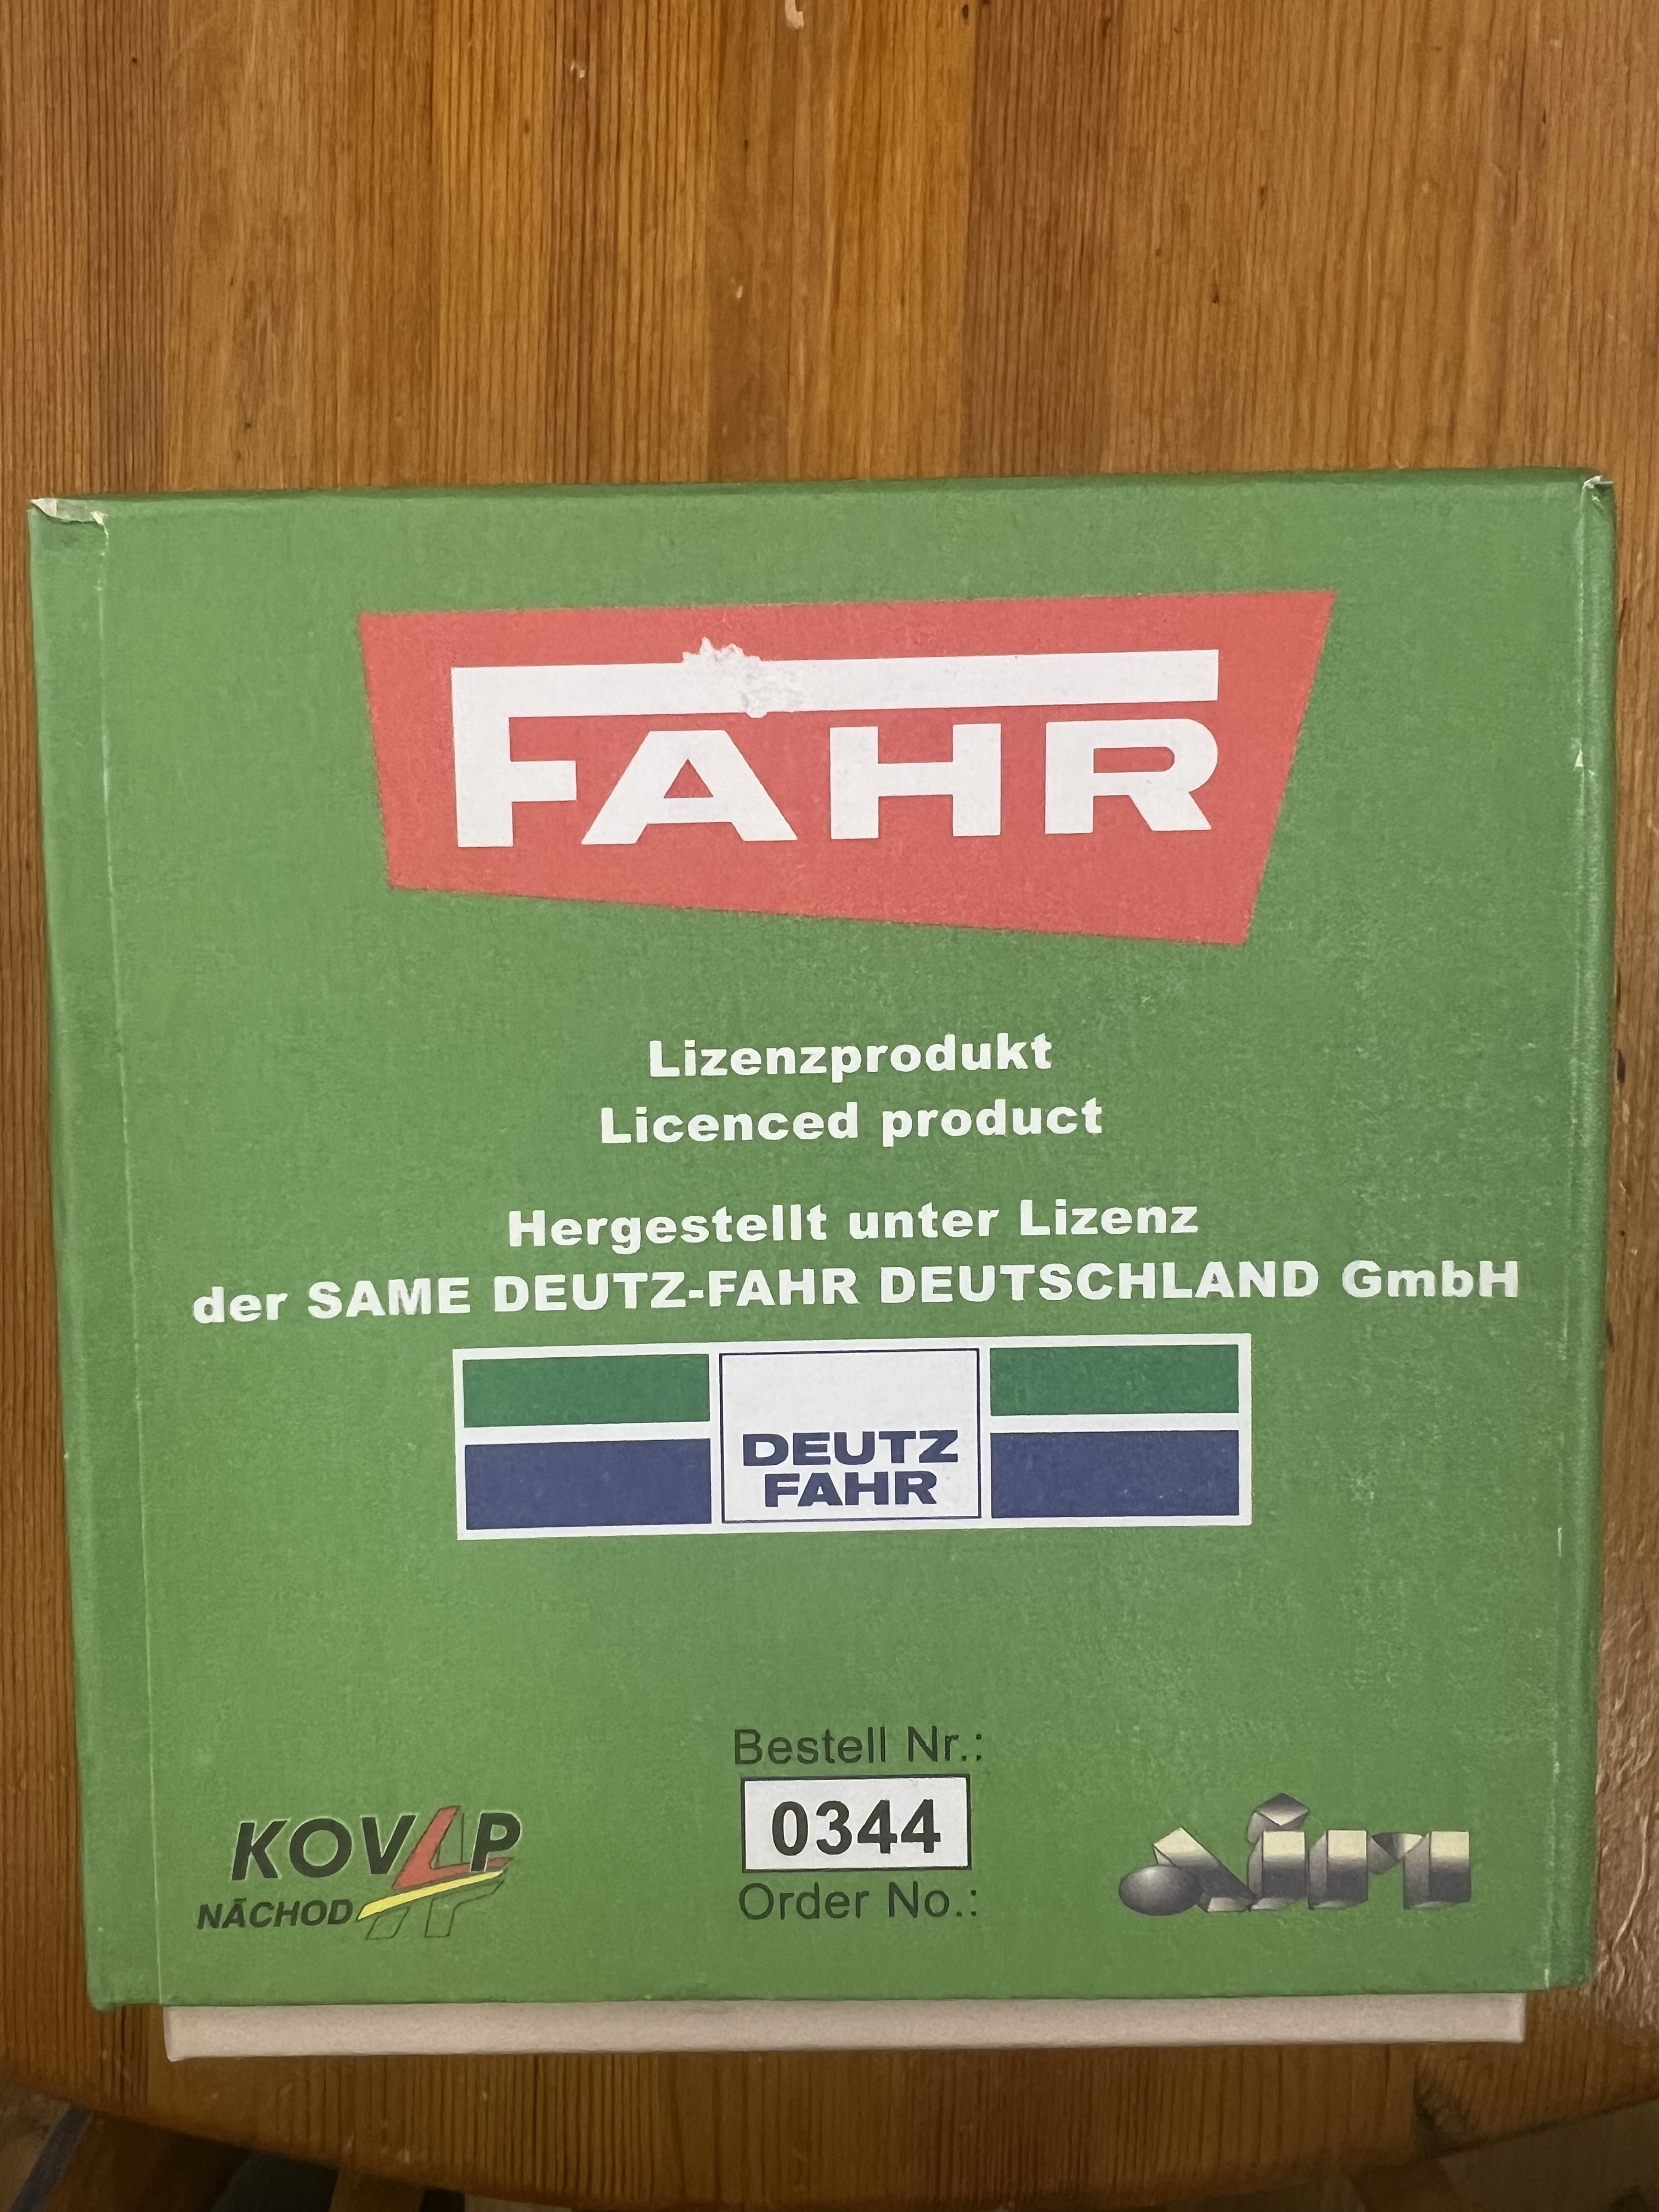 FAHR
Lizenzprodukt
Licenced product
Hergestellt unter Lizenz
der SAME DEUTZ-FAHR DEUTSCHLAND GmbH
DEUTZ
FAHR
Bestell Nr.:
0344
Order No.:
KOVAP
NÁCHOD